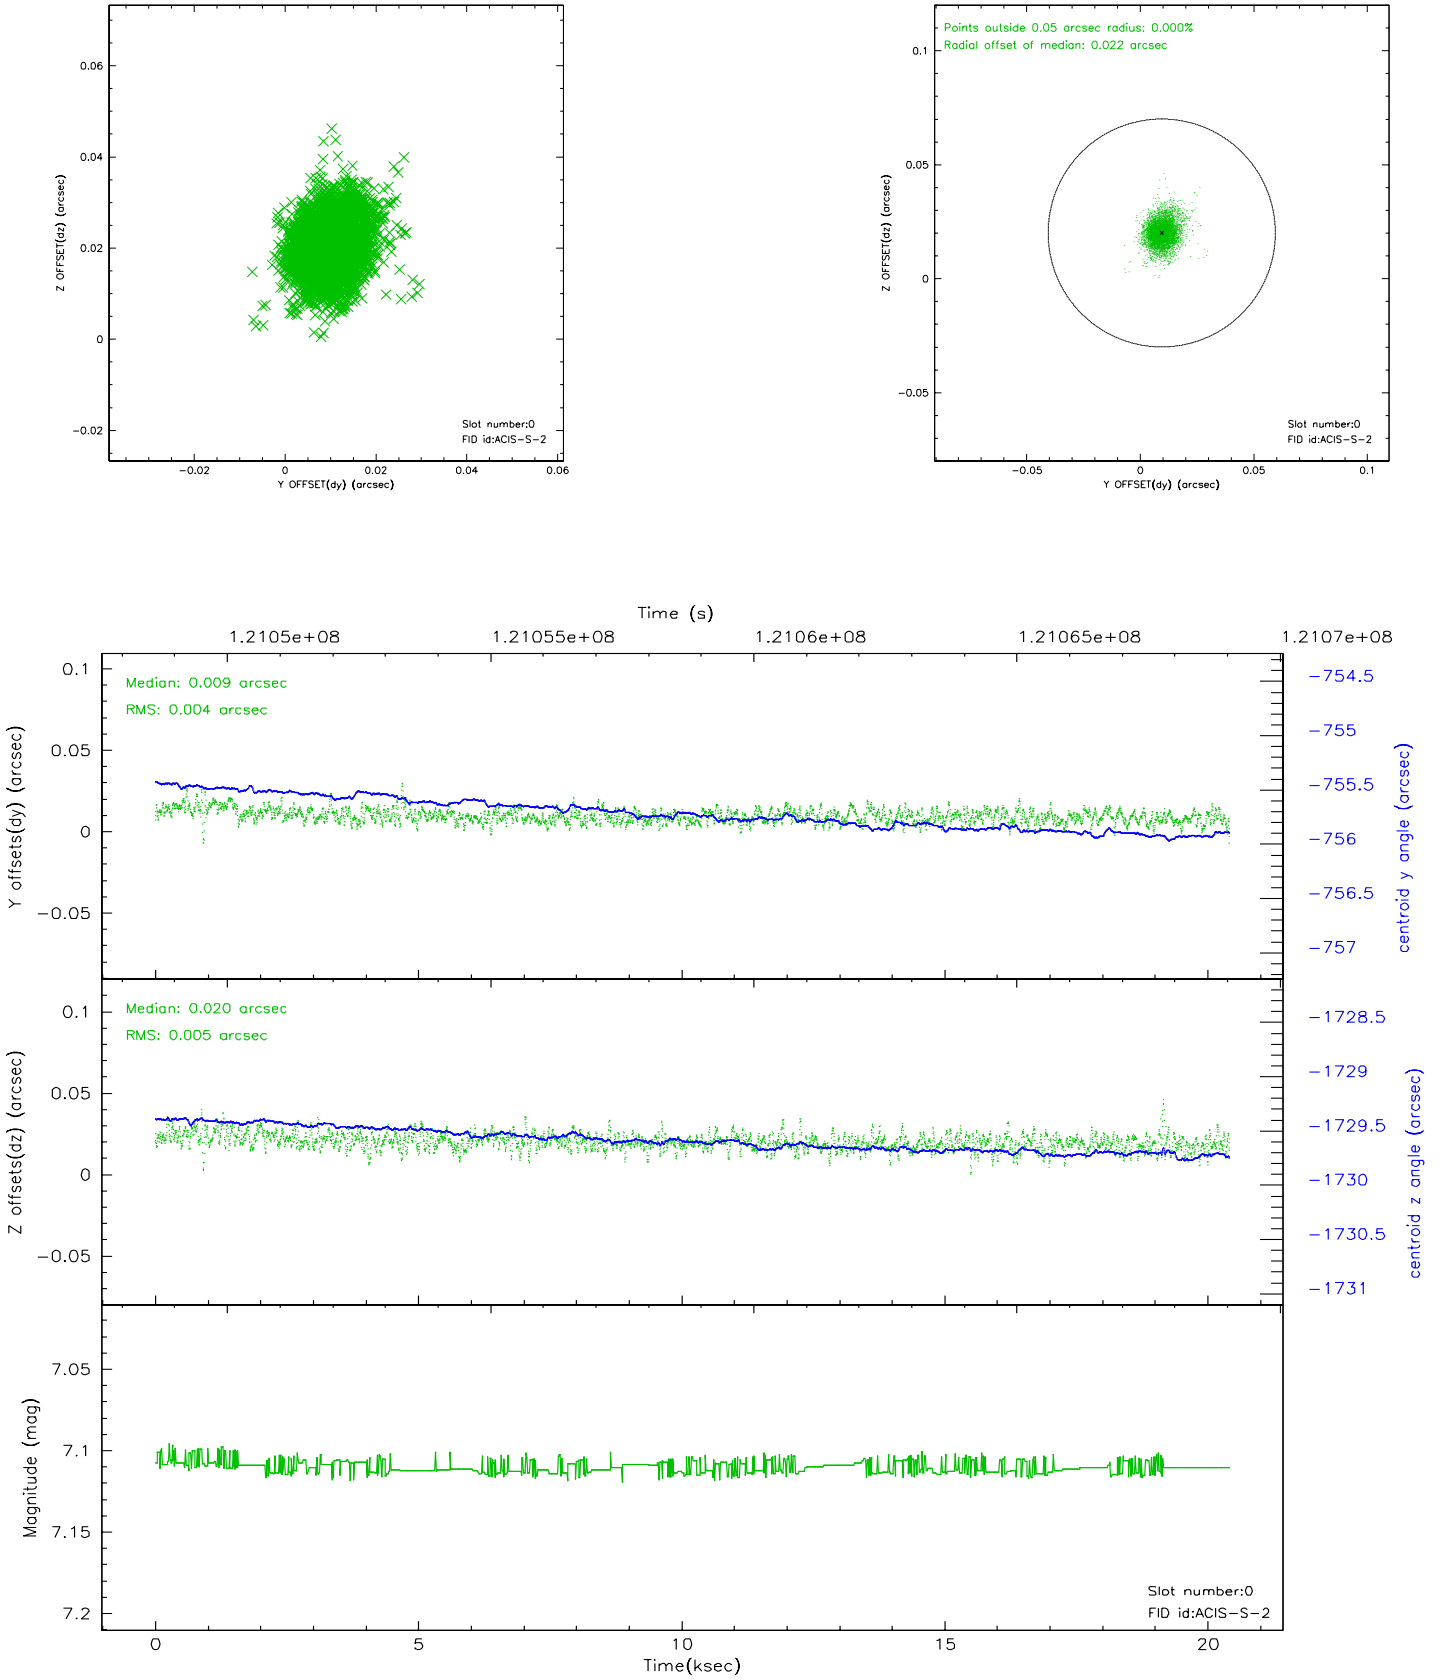 0.06
0.04
0.02
0
−0.02
Z OFFSET(dz) (arcsec)
Slot number:0
FID id:ACIS−S−2
−0.02 0 0.02 0.04 0.06
Y OFFSET(dy) (arcsec)
Points outside 0.05 arcsec radius: 0.000%
Radial offset of median: 0.022 arcsec
0.1
0.05
0
−0.05
Z OFFSET(dz) (arcsec)
Slot number:0
FID id:ACIS−S−2
−0.05 0 0.05 0.1
Y OFFSET(dy) (arcsec)
Time (s)
1.2105e+08 1.21055e+08 1.2106e+08 1.21065e+08 1.2107e+08
Median: 0.009 arcsec
RMS: 0.004 arcsec
0.1
0.05
0
−0.05
Y offsets(dy) (arcsec)
−754.5
−755
−755.5
−756
−756.5
−757
centroid y angle (arcsec)
Median: 0.020 arcsec
RMS: 0.005 arcsec
0.1
0.05
0
−0.05
Z offsets(dz) (arcsec)
−1728.5
−1729
−1729.5
−1730
−1730.5
−1731
centroid z angle (arcsec)
7.05
7.1
7.15
7.2
Magnitude (mag)
Slot number:0
FID id:ACIS−S−2
0 5 10 15 20
Time(ksec)